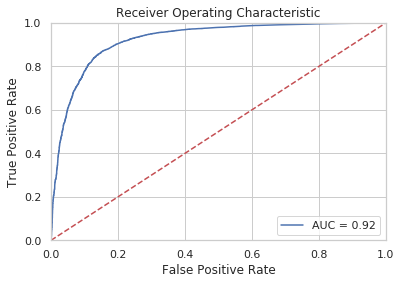 Receiver Operating Characteristic
True Positive Rate
1.0
0.8
0.6
0.4
0.2
0.0
AUC = 0.92
0.0 0.2 0.4 0.6 0.8 1.0
False Positive Rate